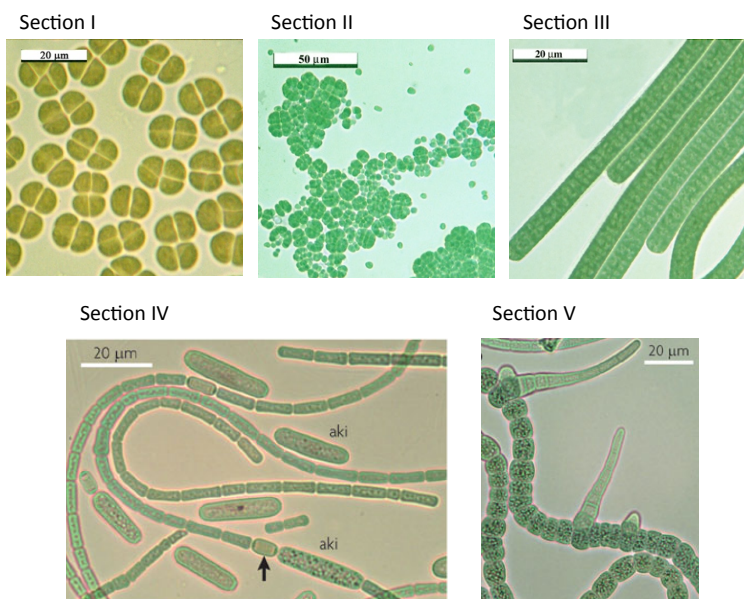 Section I
Section II
Section III
20 µm
50 µm
20 µm
Section IV
Section V
20 µm
20 µm
aki
aki